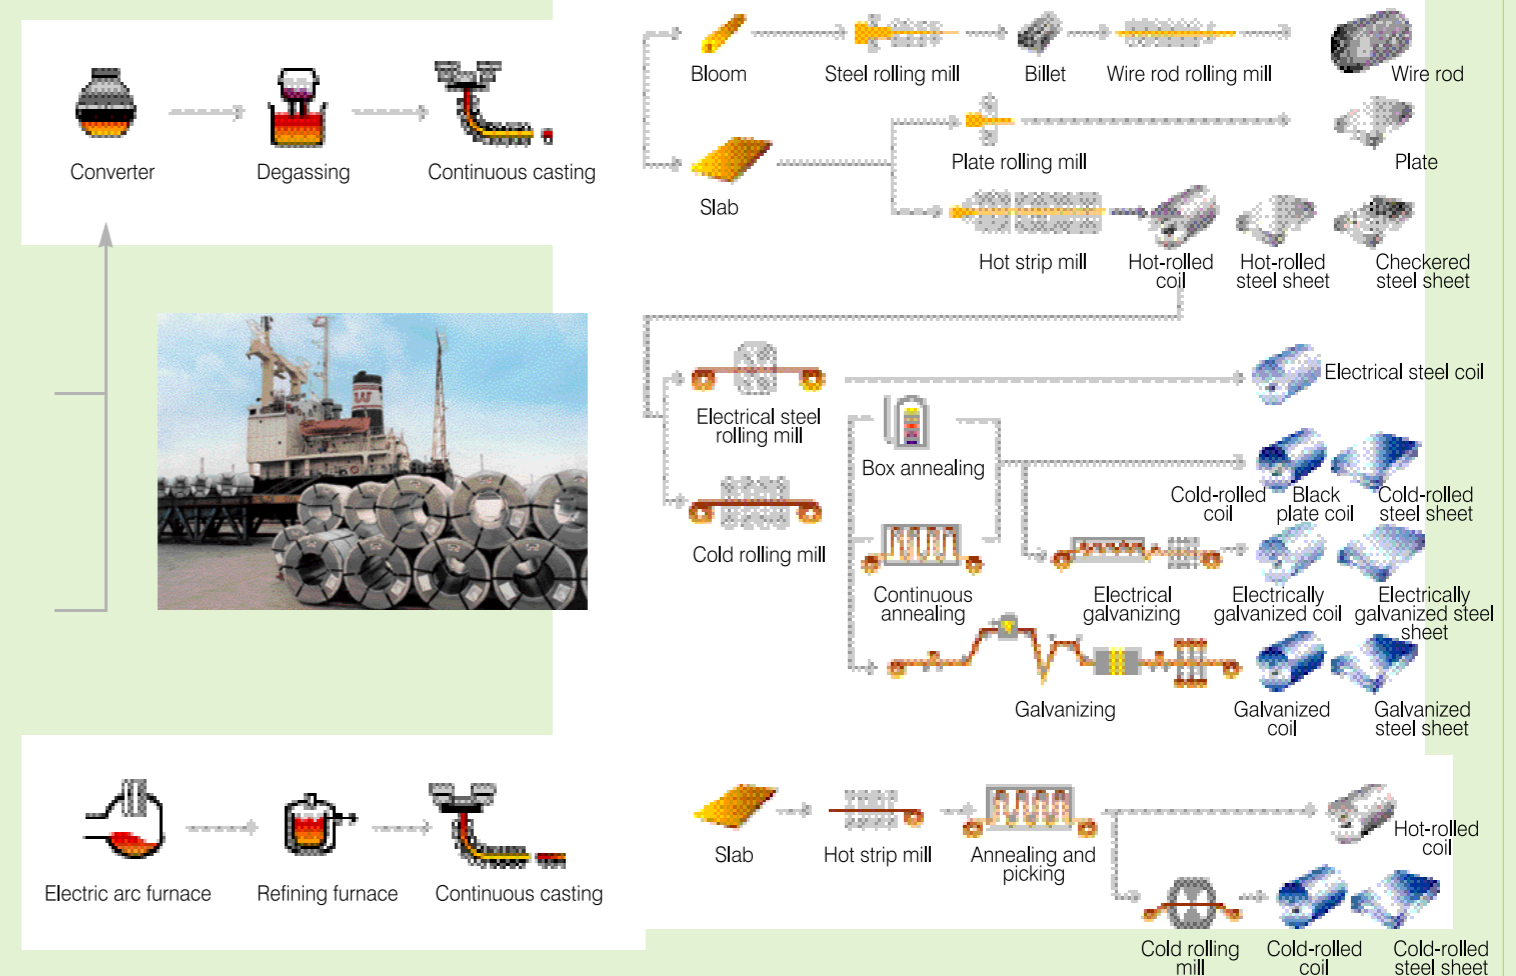 Bloom
Steel rolling mill
Billet
Wire rod rolling mill
Wire rod
Converter
Degassing
Continuous casting
Plate rolling mill
Plate
Slab
Hot strip mill
Hot-rolled
coil
Hot-rolled
steel sheet
Checkered
steel sheet
W
Electrical steel
rolling mill
Electrical steel coil
Box annealing
Cold-rolled
coil
Black
plate coil
Cold-rolled
steel sheet
Cold rolling mill
Continuous
annealing
Electrical
galvanizing
Electrically
galvanized coil
Electrically
galvanized steel
sheet
Galvanizing
Galvanized
coil
Galvanized
steel sheet
Electric arc furnace
Refining furnace
Continuous casting
Slab
Hot strip mill
Annealing and
picking
Hot-rolled
coil
Cold rolling
mill
Cold-rolled
coil
Cold-rolled
steel sheet